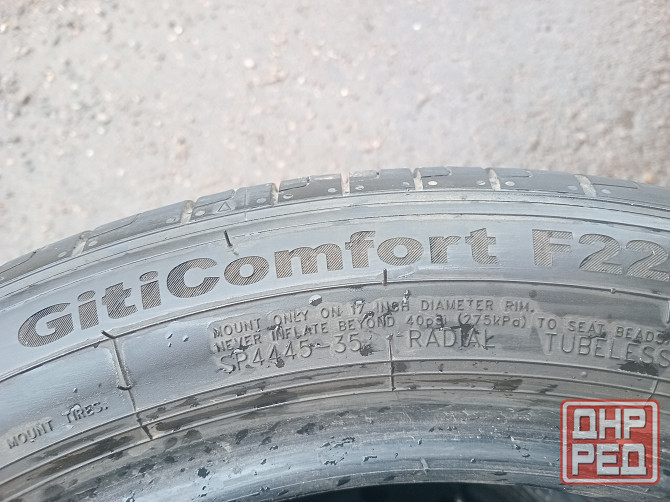 GitiComfort F22
MOUNT ONLY ON 17 INCH DIAMETER RIM.
NEVER INFLATE BEYOND 40psi (275kPa) TO SEAT BEADS
SR4445-35 RADIAL TUBELESS
MOUNT TIRES.
ДНР
РЕД